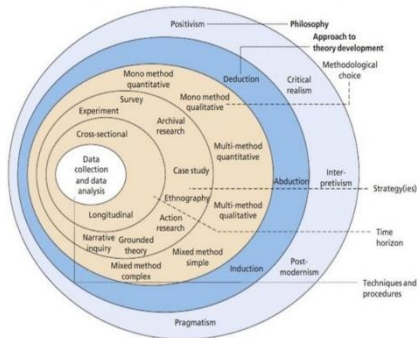 Positivism
Philosophy
Approach to
theory development
Mono method
quantitative
Deduction
Methodological
choice
Survey
Mono method
qualitative
Critical
realism
Experiment
Archival
research
Cross-sectional
Multi-method
quantitative
Data
collection
and data
analysis
Case study
Abduction
Inter-
pretivism
Strategy(ies)
Ethnography
Multi-method
qualitative
Longitudinal
Action
research
Time
horizon
Narrative
inquiry
Grounded
theory
Mixed method
simple
Mixed method
complex
Induction
Post-
modernism
Techniques and
procedures
Pragmatism